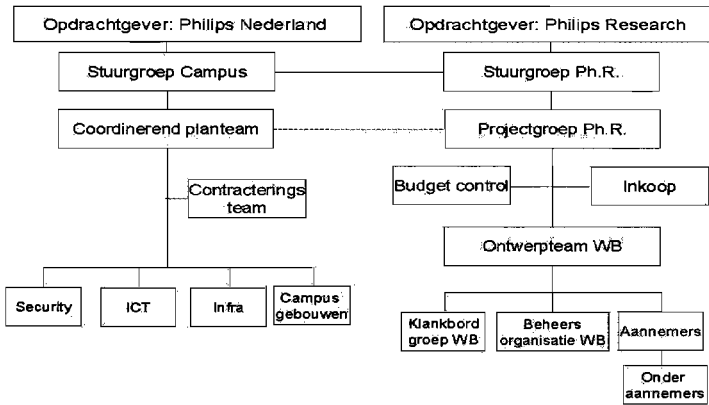 Opdrachtgever: Philips Nederland
Opdrachtgever: Philips Research
Stuurgroep Campus
Stuurgroep Ph.R.
Coordinerend planteam
Projectgroep Ph.R.
Contracterings
team
Budget control
Inkoop
Ontwerpteam WB
Security
ICT
Infra
Campus
gebouwen
Klankbord
groep WB
Beheers
organisatie WB
Aannemers
Onder
aannemers